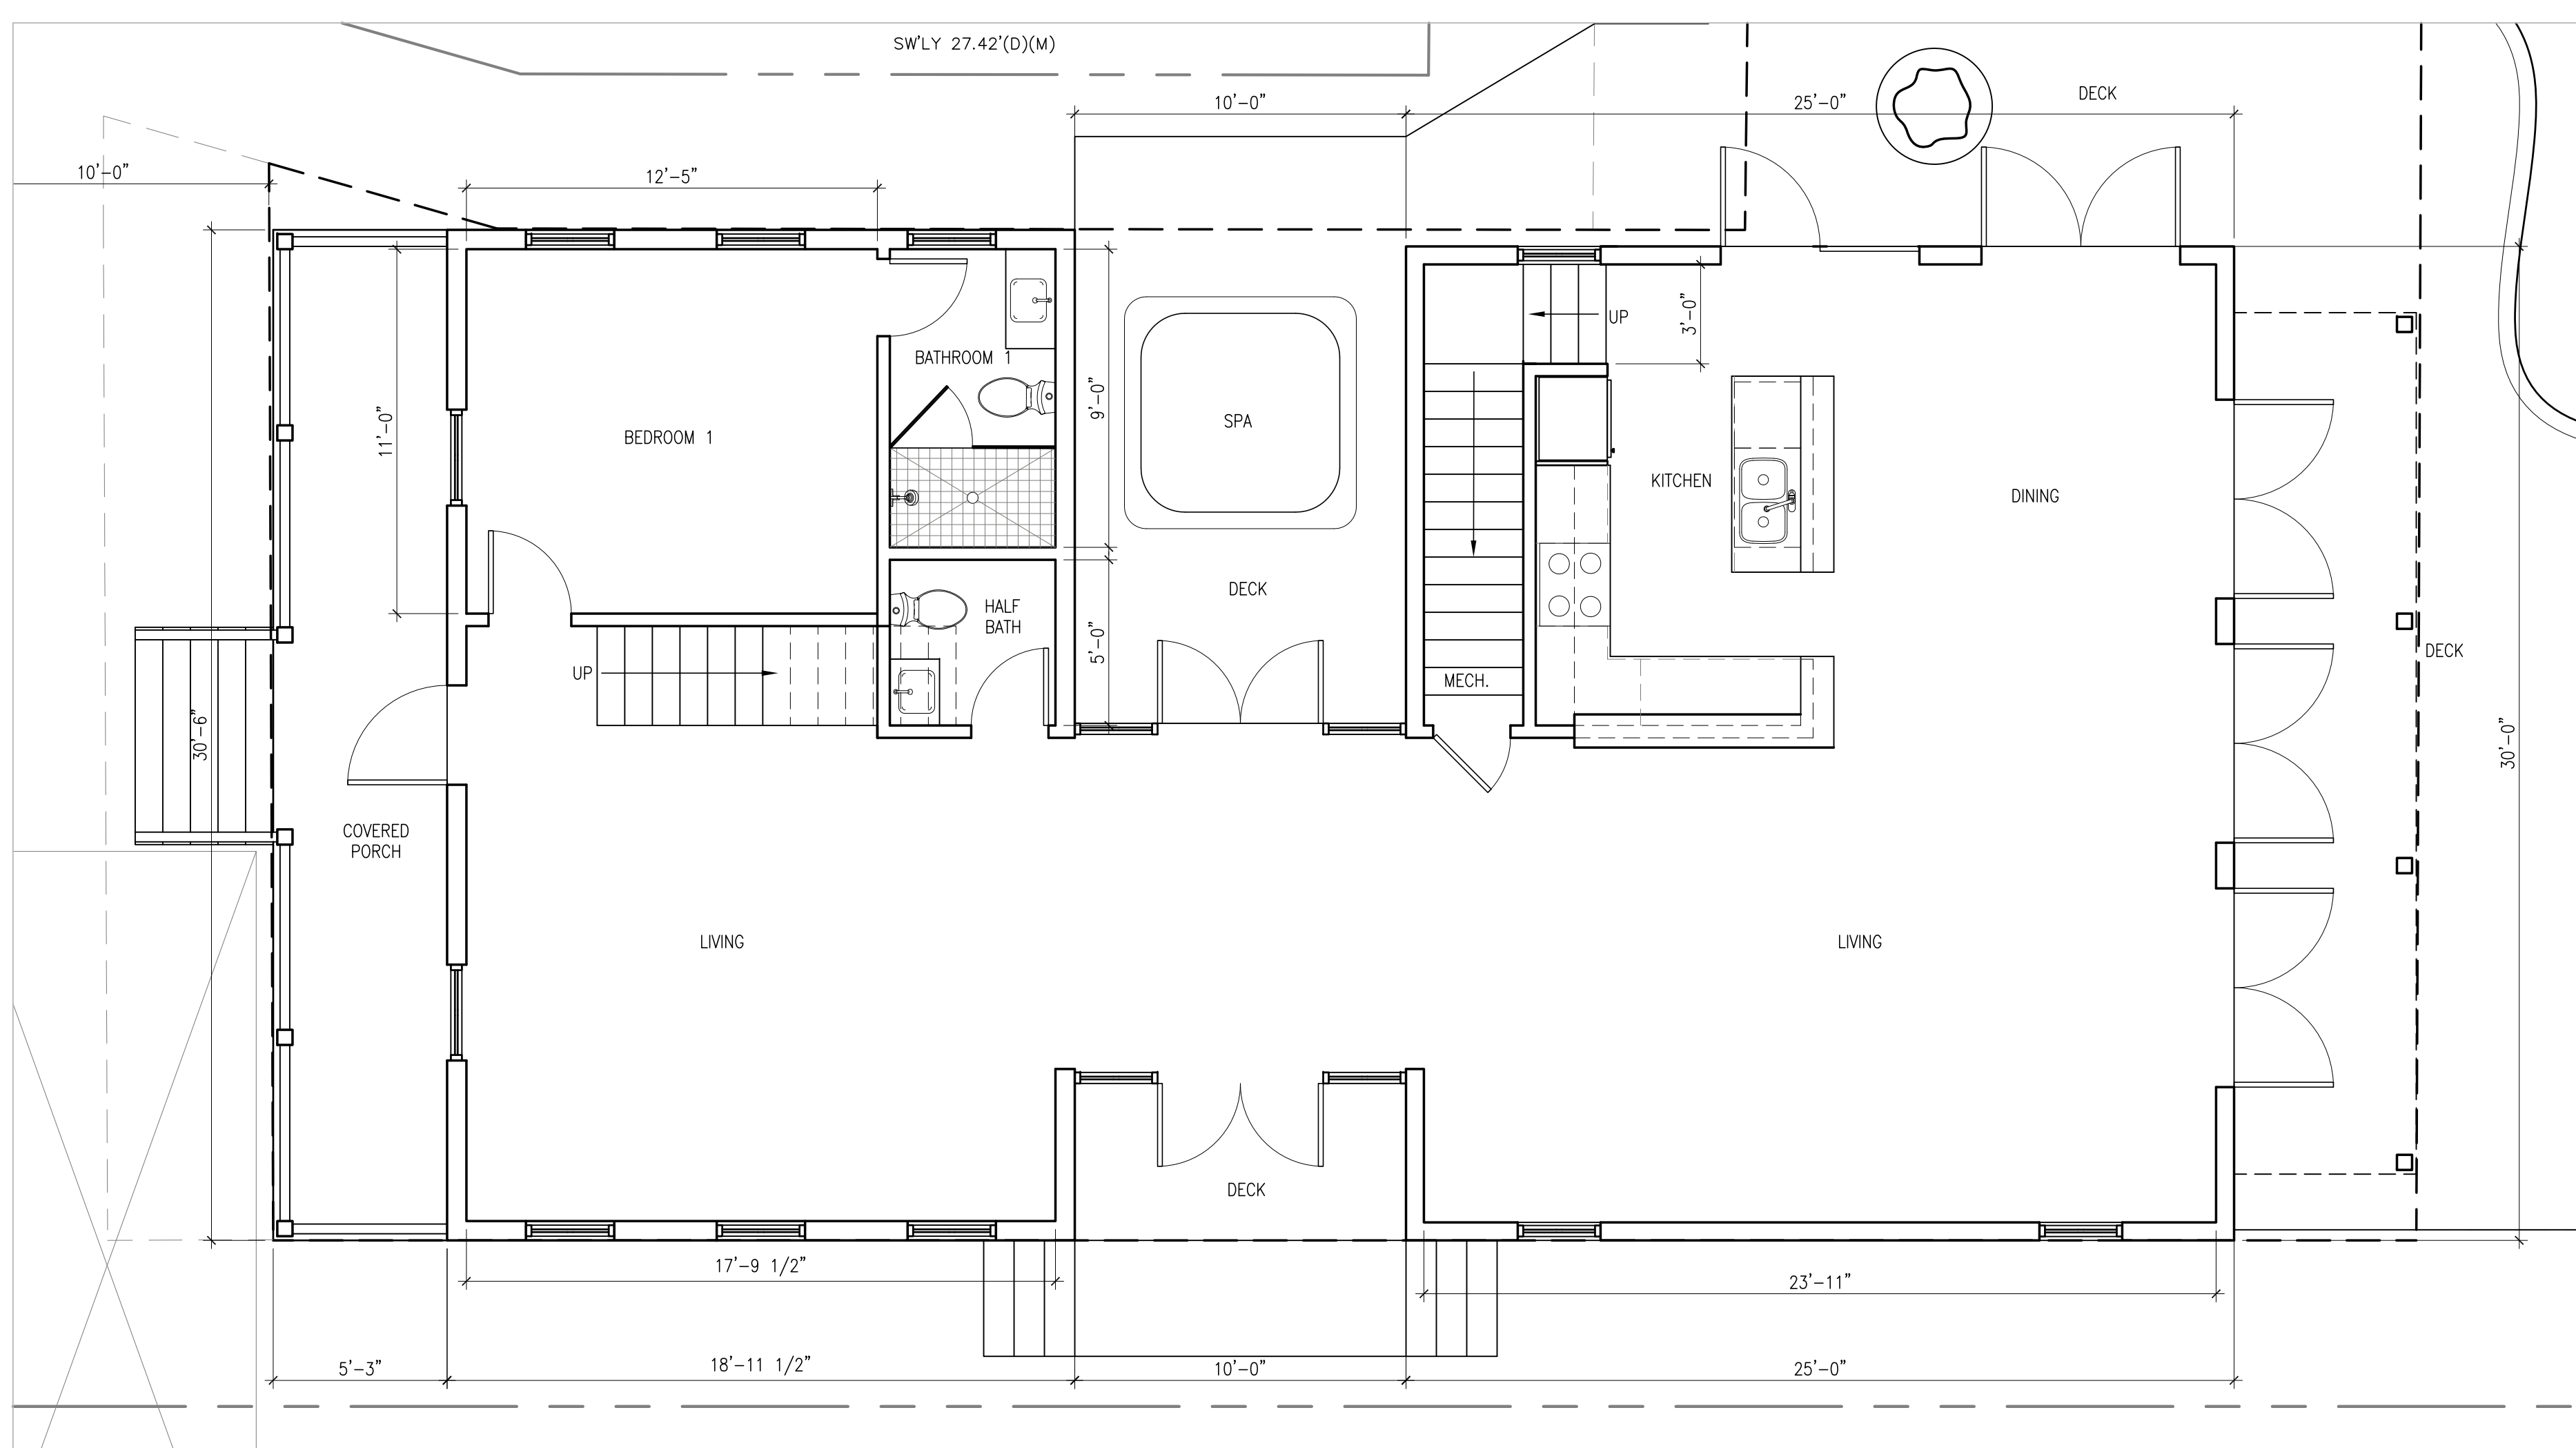 SW'LY 27.42'(D)(M)
10'-0"
25'-0"
DECK
10'-0"
12'-5"
UP
3'-0"
BATHROOM 1
9'-0"
11'-0"
SPA
BEDROOM 1
KITCHEN
DINING
DECK
HALF
BATH
5'-0"
DECK
UP
MECH.
30'-6"
30'-0"
COVERED
PORCH
LIVING
LIVING
DECK
17'-9 1/2"
23'-11"
5'-3"
18'-11 1/2"
10'-0"
25'-0"